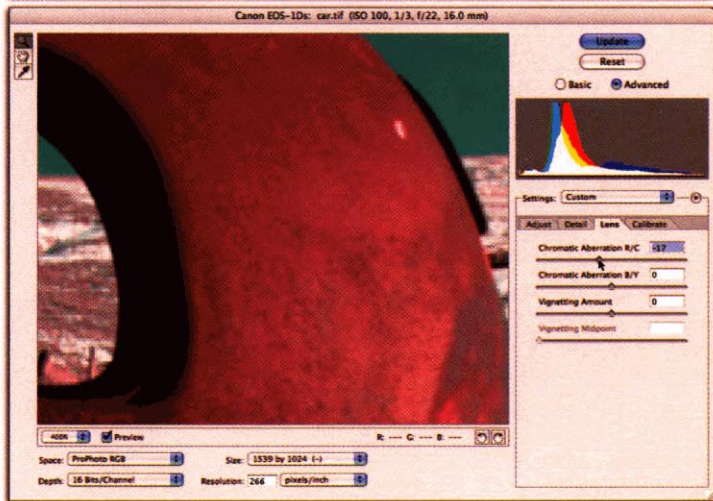 Canon EOS-1Ds: car.tif (ISO 100, 1/3, f/22, 16.0 mm)
Update
Reset
Basic Advanced
Settings: Custom
Adjust Detail Lens Calibrate
Chromatic Aberration R/C -17
Chromatic Aberration B/Y 0
Vignetting Amount 0
Vignetting Midpoint
400% Preview R: --- G: --- B: ---
Space: ProPhoto RGB Size: 1539 by 1024 (-)
Depth: 16 Bits/Channel Resolution: 266 pixels/inch